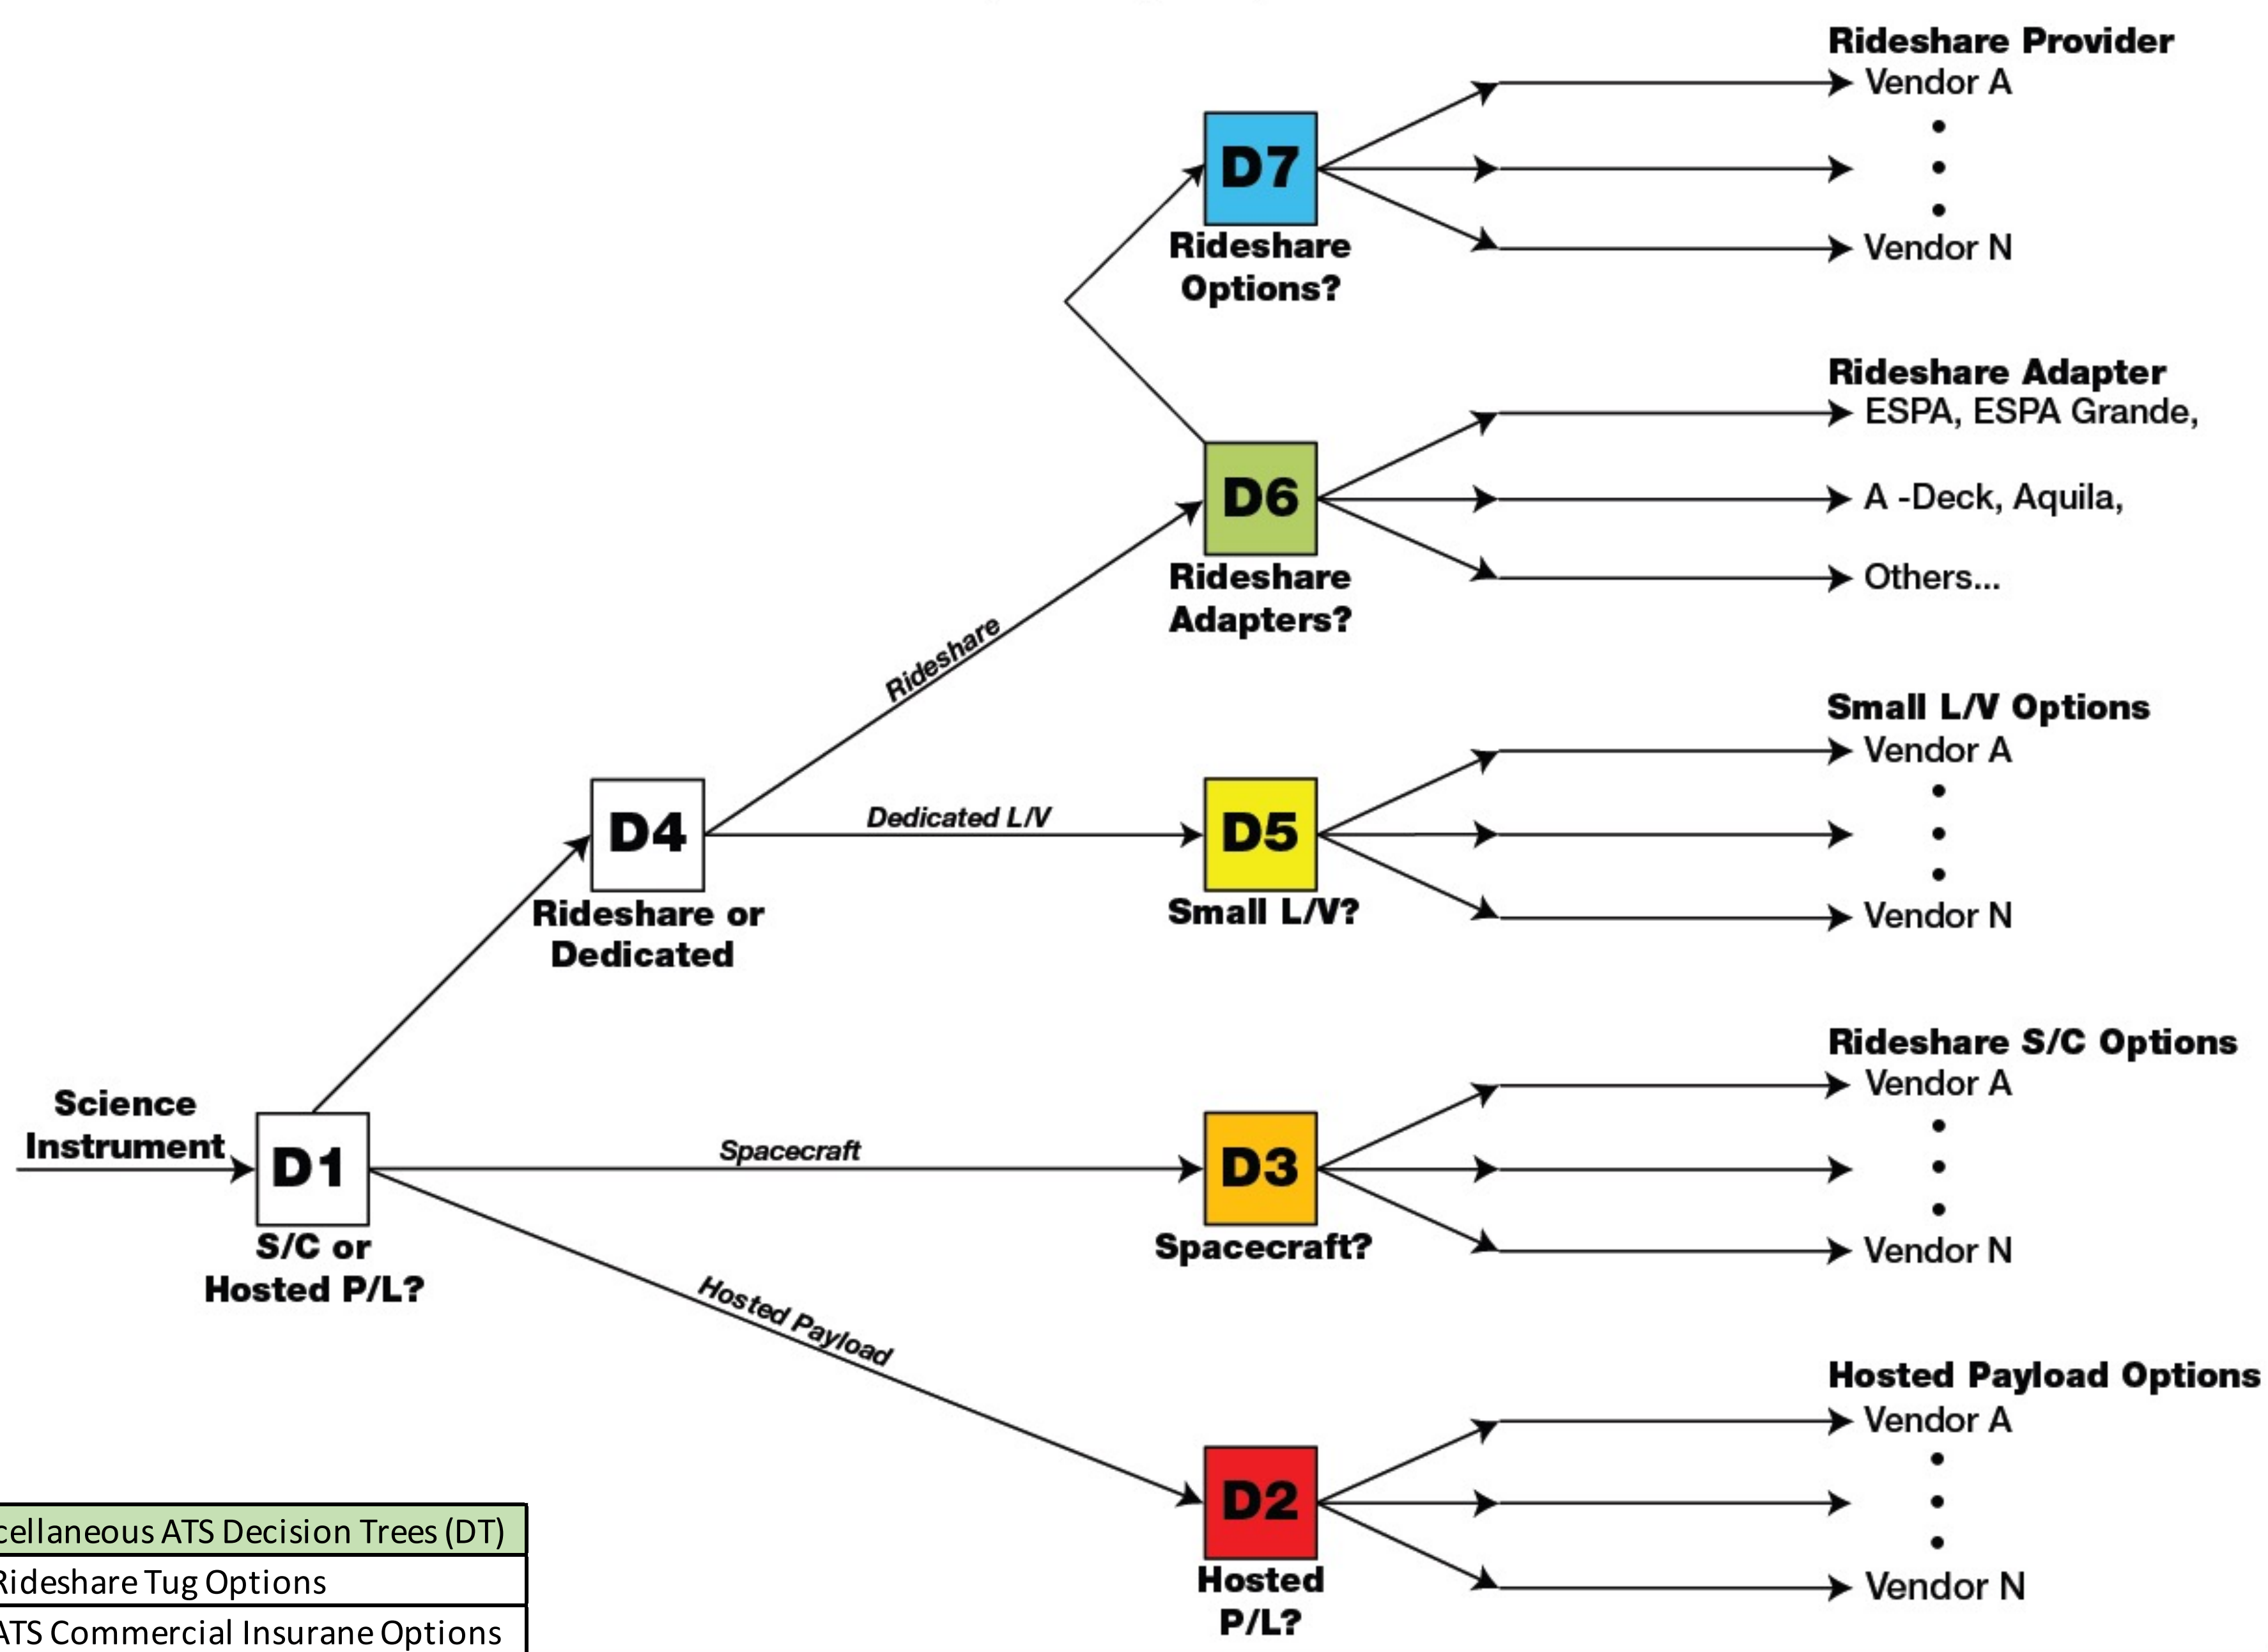 Rideshare Provider
Vendor A
D7
Rideshare
Options?
Vendor N
Rideshare Adapter
ESPA, ESPA Grande,
D6
A -Deck, Aquila,
Rideshare
Adapters?
Others...
Rideshare
Small L/V Options
Vendor A
D4
Dedicated L/V
D5
Rideshare or
Dedicated
Small L/V?
Vendor N
Rideshare S/C Options
Vendor A
Science
Instrument
D1
Spacecraft
D3
S/C or
Hosted P/L?
Spacecraft?
Vendor N
Hosted Payload
Hosted Payload Options
Vendor A
D2
Hosted
P/L?
Vendor N
cellaneous ATS Decision Trees (DT)
Rideshare Tug Options
ATS Commercial Insurane Options